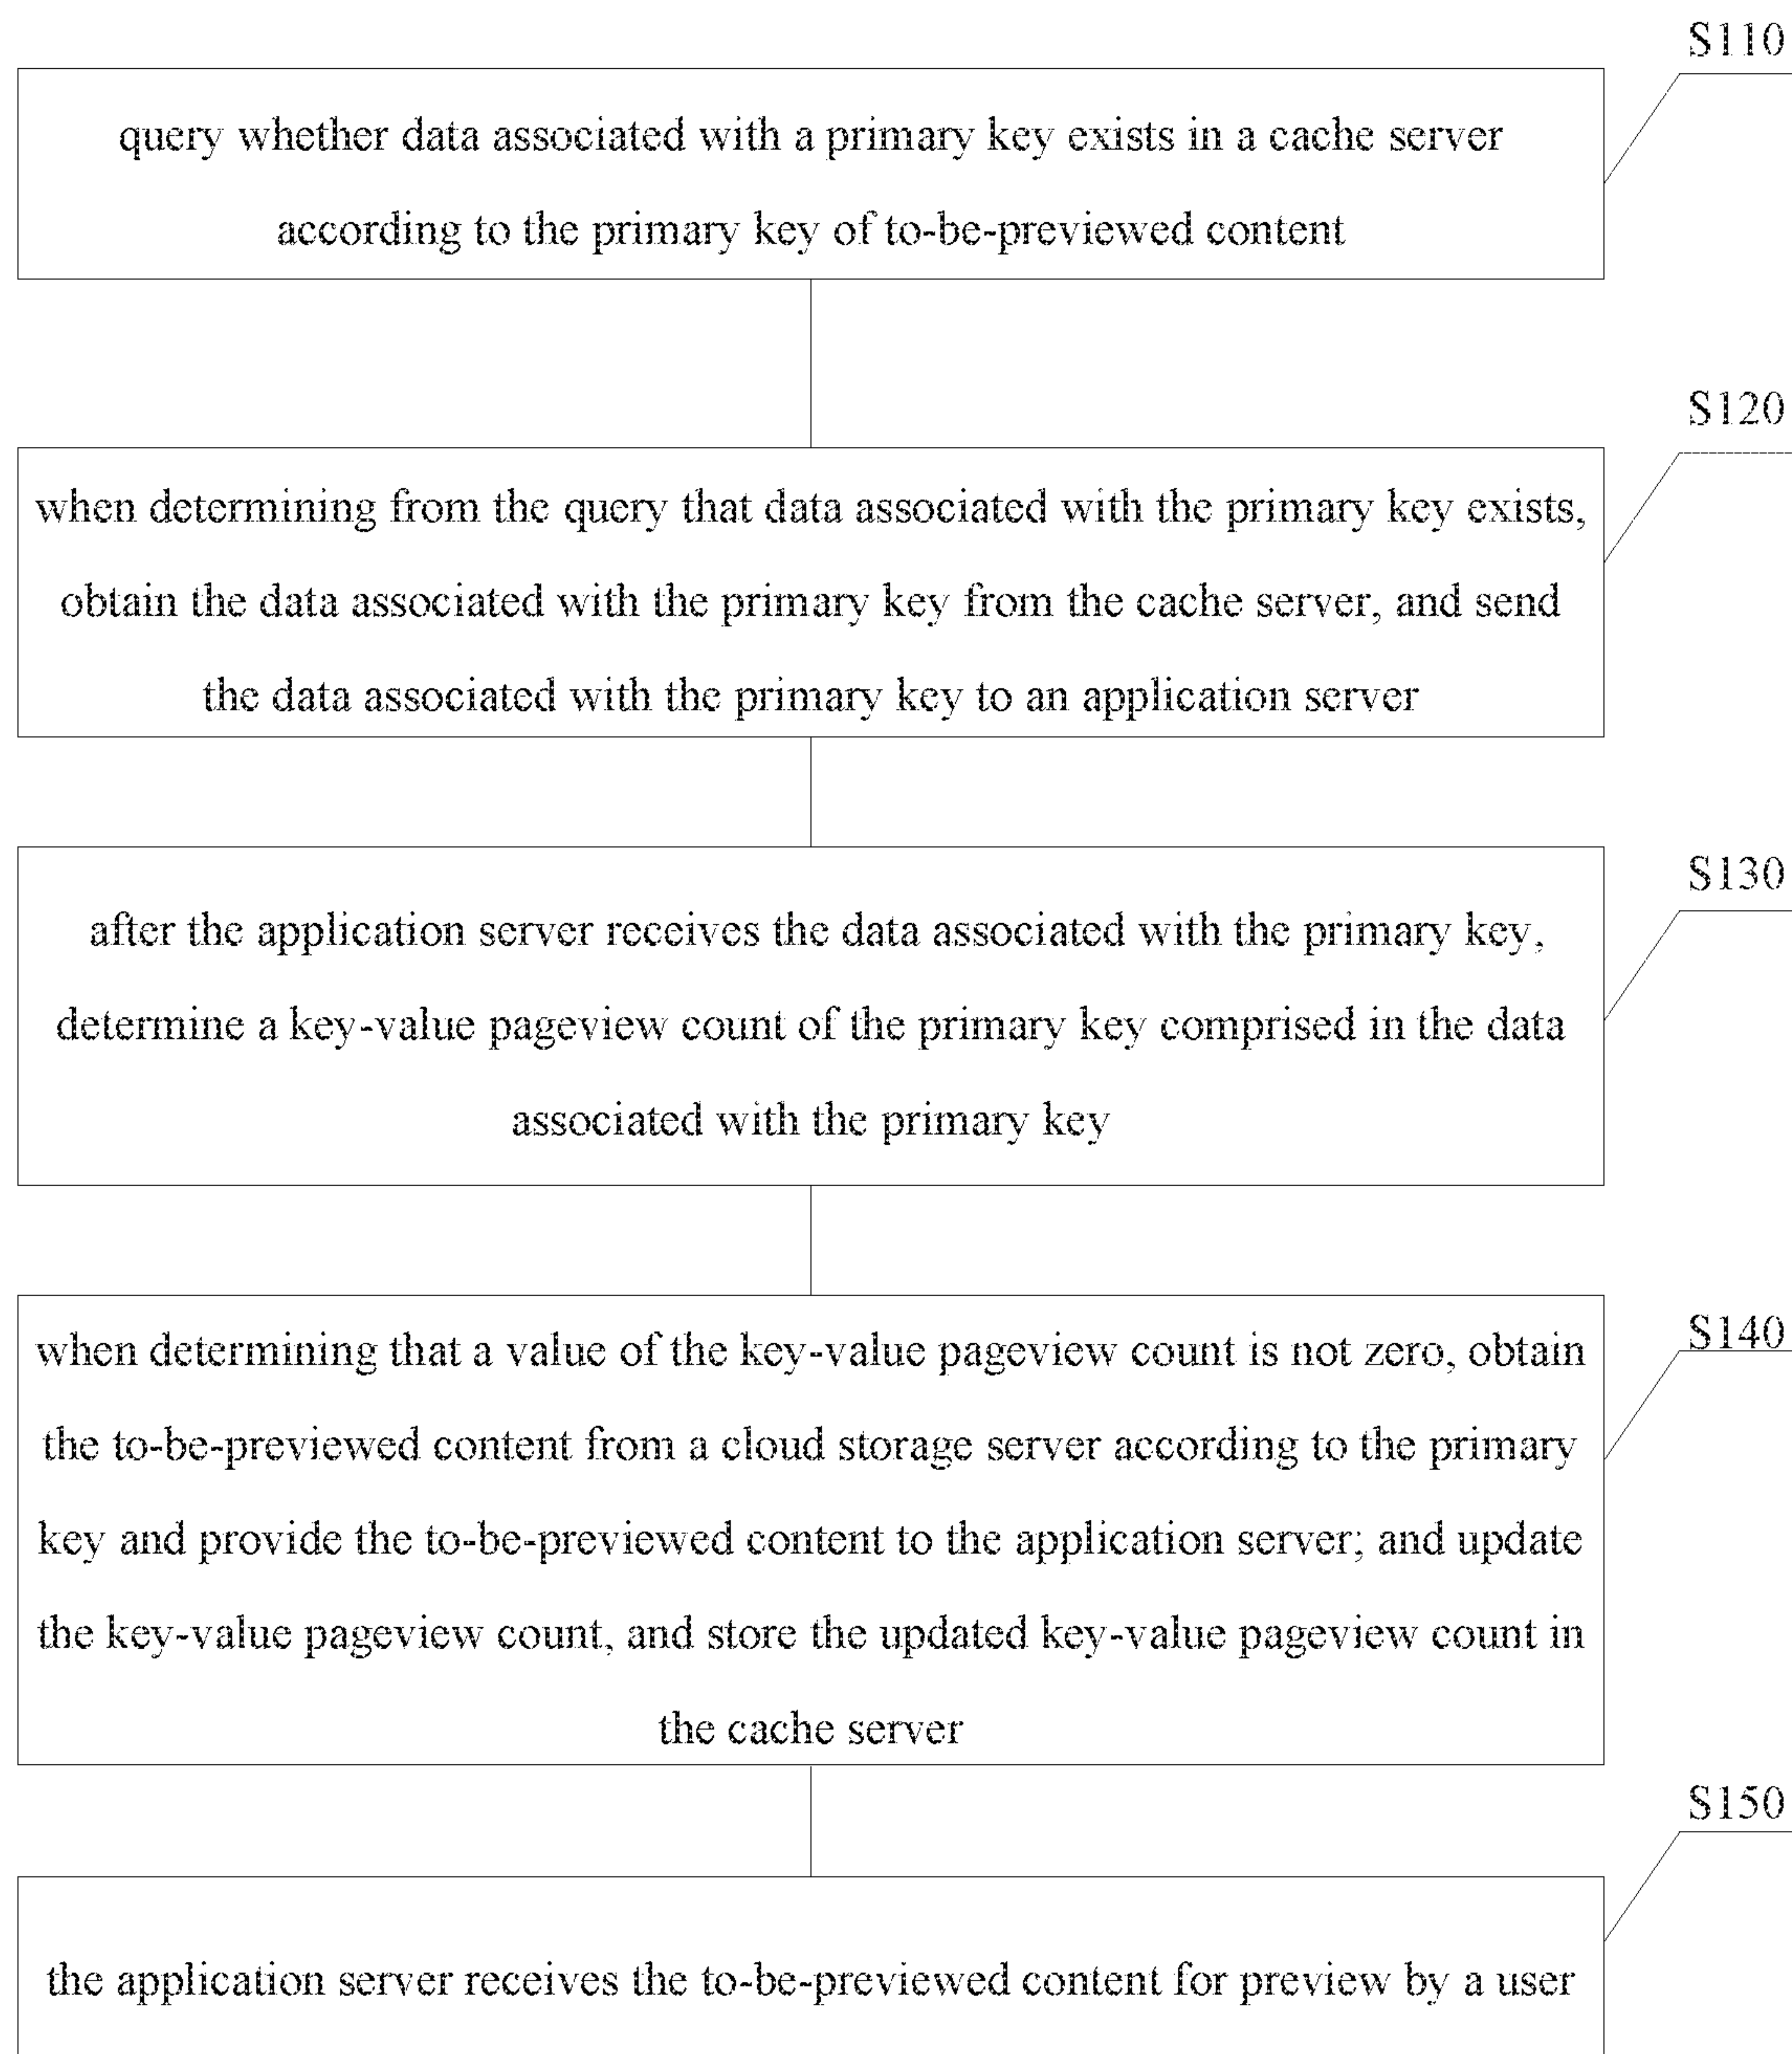 S110
query whether data associated with a primary key exists in a cache server
according to the primary key of to-be-previewed content
S120
when determining from the query that data associated with the primary key exists,
obtain the data associated with the primary key from the cache server, and send
the data associated with the primary key to an application server
S130
after the application server receives the data associated with the primary key,
determine a key-value pageview count of the primary key comprised in the data
associated with the primary key
S140
when determining that a value of the key-value pageview count is not zero, obtain
the to-be-previewed content from a cloud storage server according to the primary
key and provide the to-be-previewed content to the application server; and update
the key-value pageview count, and store the updated key-value pageview count in
the cache server
S150
the application server receives the to-be-previewed content for preview by a user